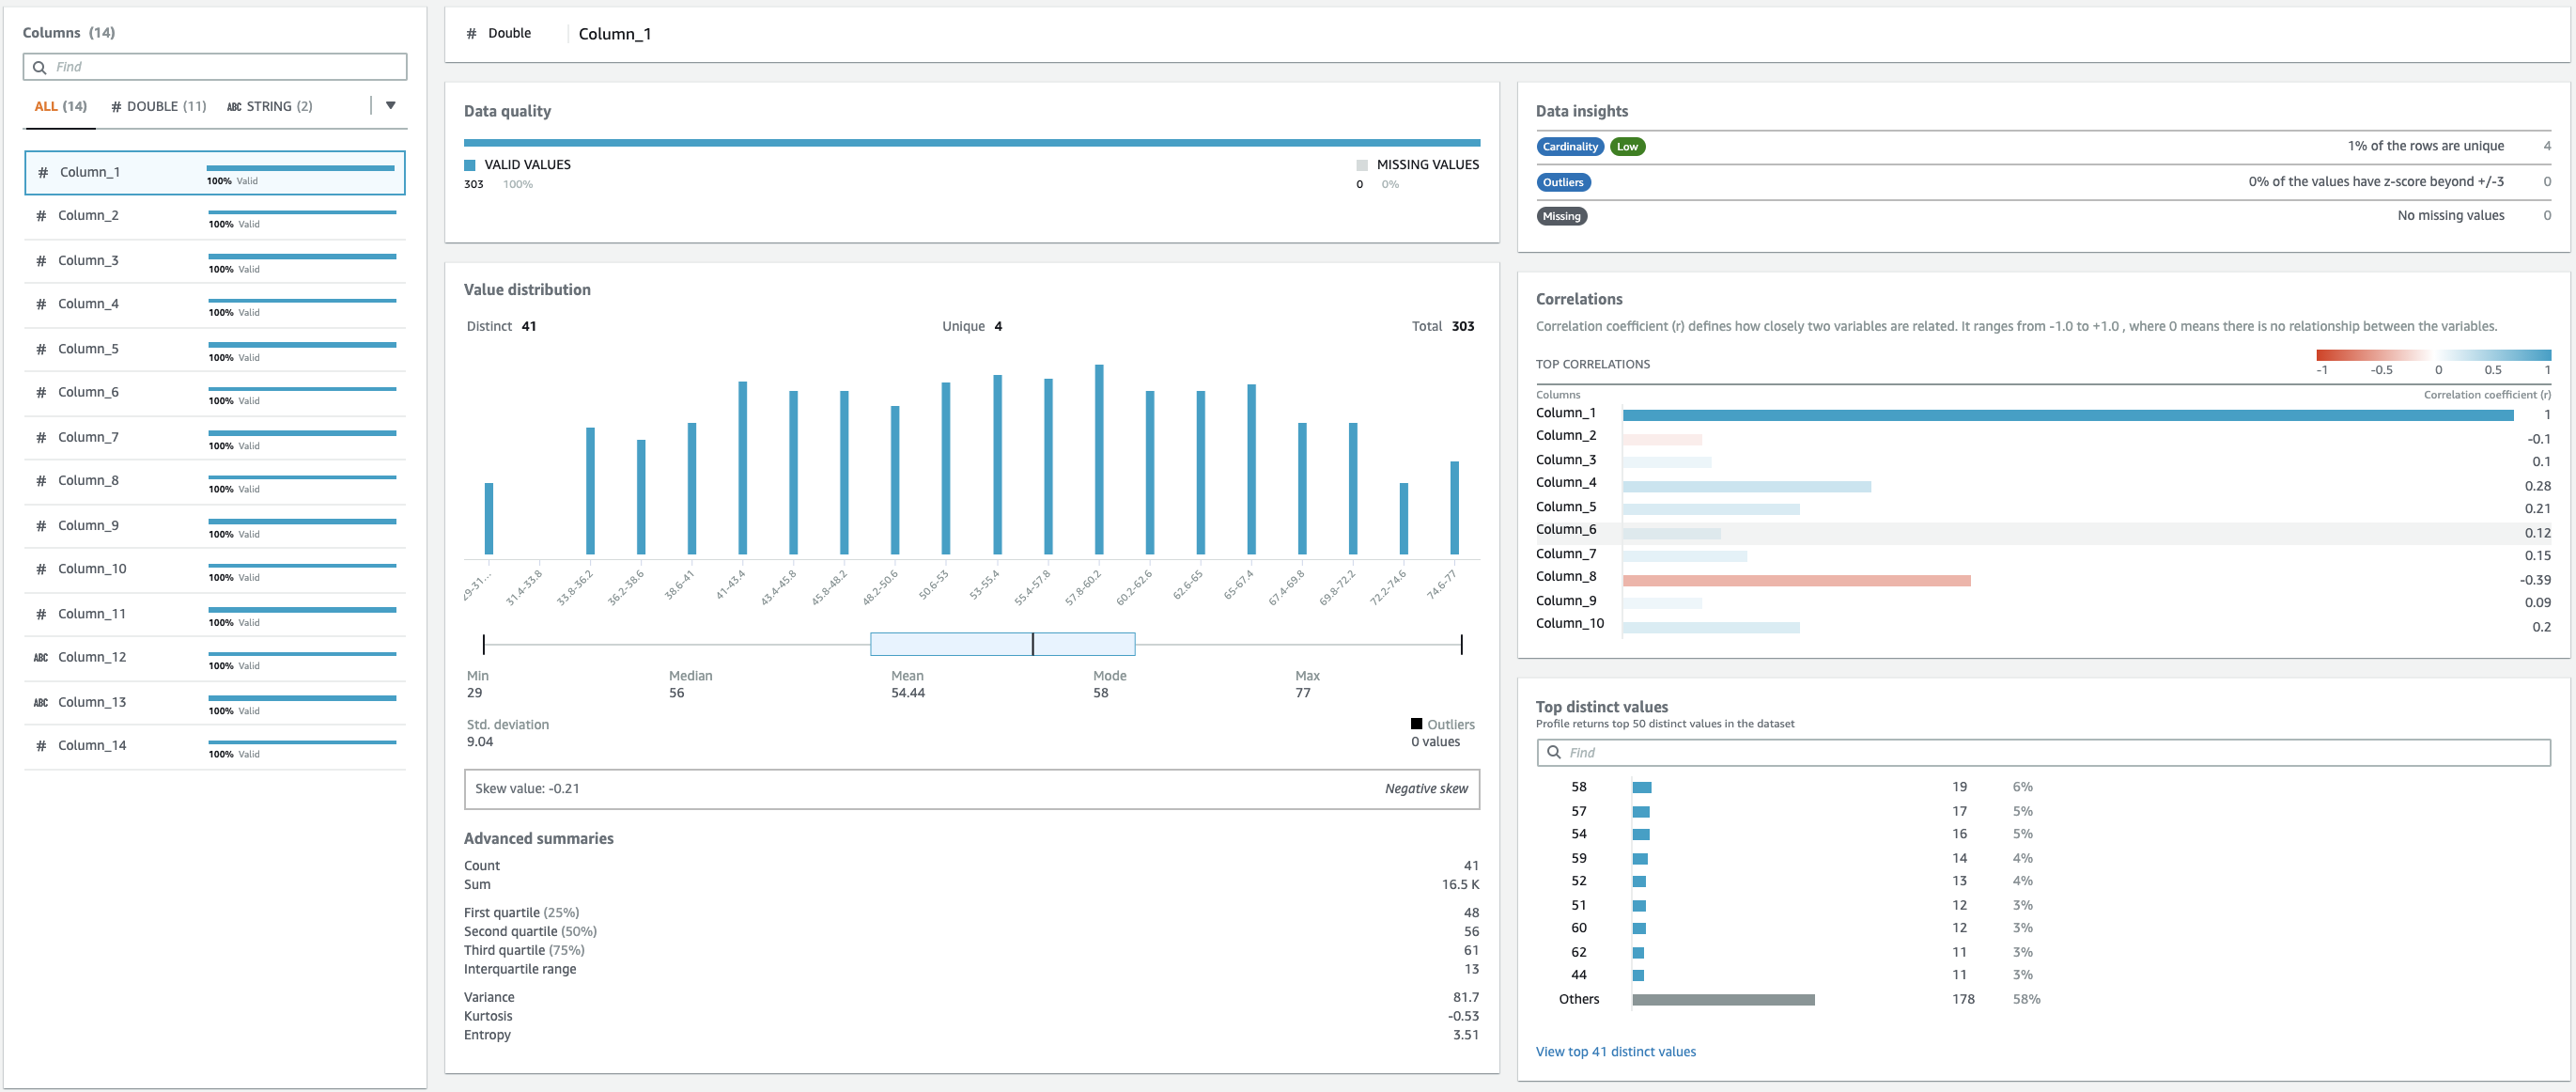 Columns (14)
Find
ALL (14) # DOUBLE (11) ABC STRING (2)
# Column_1 100% Valid
# Column_2 100% Valid
# Column_3 100% Valid
# Column_4 100% Valid
# Column_5 100% Valid
# Column_6 100% Valid
# Column_7 100% Valid
# Column_8 100% Valid
# Column_9 100% Valid
# Column_10 100% Valid
# Column_11 100% Valid
ABC Column_12 100% Valid
ABC Column_13 100% Valid
# Column_14 100% Valid
# Double Column_1
Data quality
VALID VALUES MISSING VALUES
303 100% 0 0%
Value distribution
Distinct 41 Unique 4 Total 303
29-31... 31.4-33.8 33.8-36.2 36.2-38.6 38.6-41 41-43.4 43.4-45.8 45.8-48.2 48.2-50.6 50.6-53 53-55.4 55.4-57.8 57.8-60.2 60.2-62.6 62.6-65 65-67.4 67.4-69.8 69.8-72.2 72.2-74.6 74.6-77
Min Median Mean Mode Max
29 56 54.44 58 77
Std. deviation Outliers
9.04 0 values
Skew value: -0.21 Negative skew
Advanced summaries
Count 41
Sum 16.5 K
First quartile (25%) 48
Second quartile (50%) 56
Third quartile (75%) 61
Interquartile range 13
Variance 81.7
Kurtosis -0.53
Entropy 3.51
Data insights
Cardinality Low 1% of the rows are unique 4
Outliers 0% of the values have z-score beyond +/-3 0
Missing No missing values 0
Correlations
Correlation coefficient (r) defines how closely two variables are related. It ranges from -1.0 to +1.0 , where 0 means there is no relationship between the variables.
TOP CORRELATIONS
-1 -0.5 0 0.5 1
Columns Correlation coefficient (r)
Column_1 1
Column_2 -0.1
Column_3 0.1
Column_4 0.28
Column_5 0.21
Column_6 0.12
Column_7 0.15
Column_8 -0.39
Column_9 0.09
Column_10 0.2
Top distinct values
Profile returns top 50 distinct values in the dataset
Find
58 19 6%
57 17 5%
54 16 5%
59 14 4%
52 13 4%
51 12 3%
60 12 3%
62 11 3%
44 11 3%
Others 178 58%
View top 41 distinct values